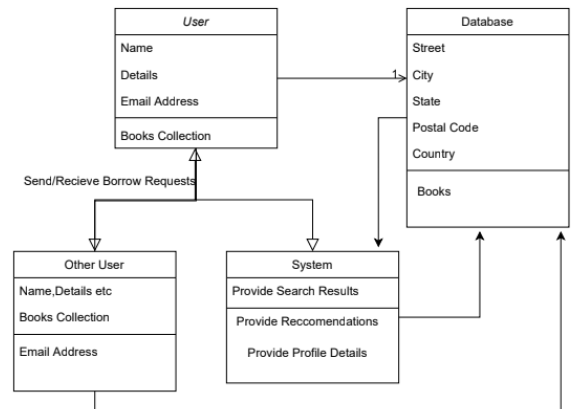 User
Name
Details
Email Address
Books Collection
Database
Street
City
State
Postal Code
Country
Books
1
Send/Recieve Borrow Requests
Other User
Name,Details etc
Books Collection
Email Address
System
Provide Search Results
Provide Reccomendations
Provide Profile Details